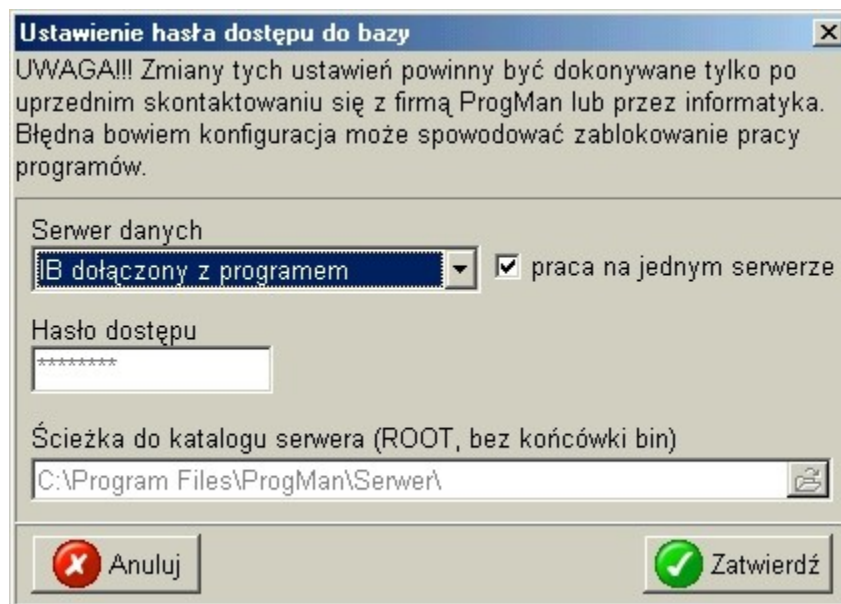 Ustawienie hasła dostępu do bazy
UWAGA!!! Zmiany tych ustawień powinny być dokonywane tylko po
uprzednim skontaktowaniu się z firmą ProgMan lub przez informatyka.
Błędna bowiem konfiguracja może spowodować zablokowanie pracy
programów.
Serwer danych
IB dołączony z programem
praca na jednym serwerze
Hasło dostępu
********
Ścieżka do katalogu serwera (ROOT, bez końcówki bin)
C:\Program Files\ProgMan\Serwer\
Anuluj
Zatwierdź